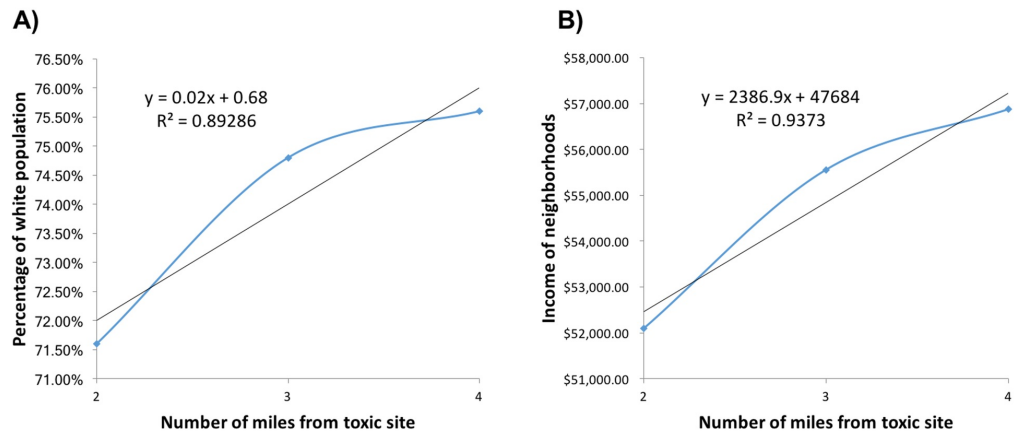 A)
Percentage of white population
76.50%
76.00%
75.50%
75.00%
74.50%
74.00%
73.50%
73.00%
72.50%
72.00%
71.50%
71.00%
y = 0.02x + 0.68
R² = 0.89286
2
3
4
Number of miles from toxic site
B)
Income of neighborhoods
$58,000.00
$57,000.00
$56,000.00
$55,000.00
$54,000.00
$53,000.00
$52,000.00
$51,000.00
y = 2386.9x + 47684
R² = 0.9373
2
3
4
Number of miles from toxic site